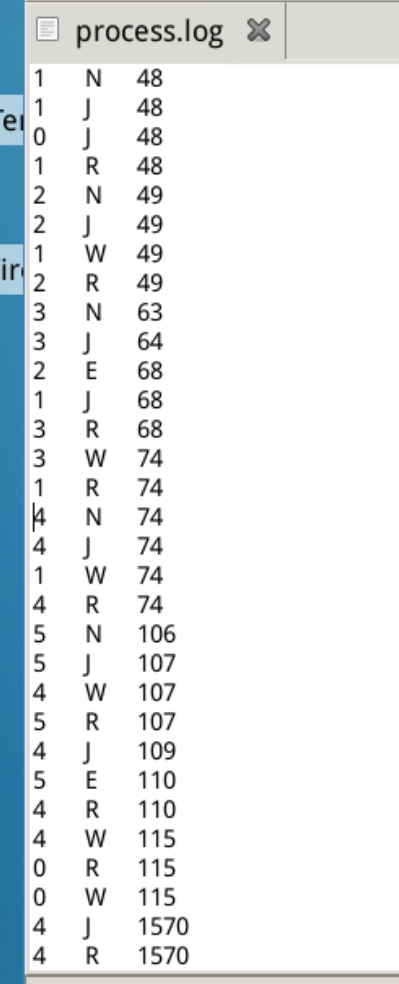 process.log
Ter
ire
1 N 48
1 J 48
0 J 48
1 R 48
2 N 49
2 J 49
1 W 49
2 R 49
3 N 63
3 J 64
2 E 68
1 J 68
3 R 68
3 W 74
1 R 74
4 N 74
4 J 74
1 W 74
4 R 74
5 N 106
5 J 107
4 W 107
5 R 107
4 J 109
5 E 110
4 R 110
4 W 115
0 R 115
0 W 115
4 J 1570
4 R 1570